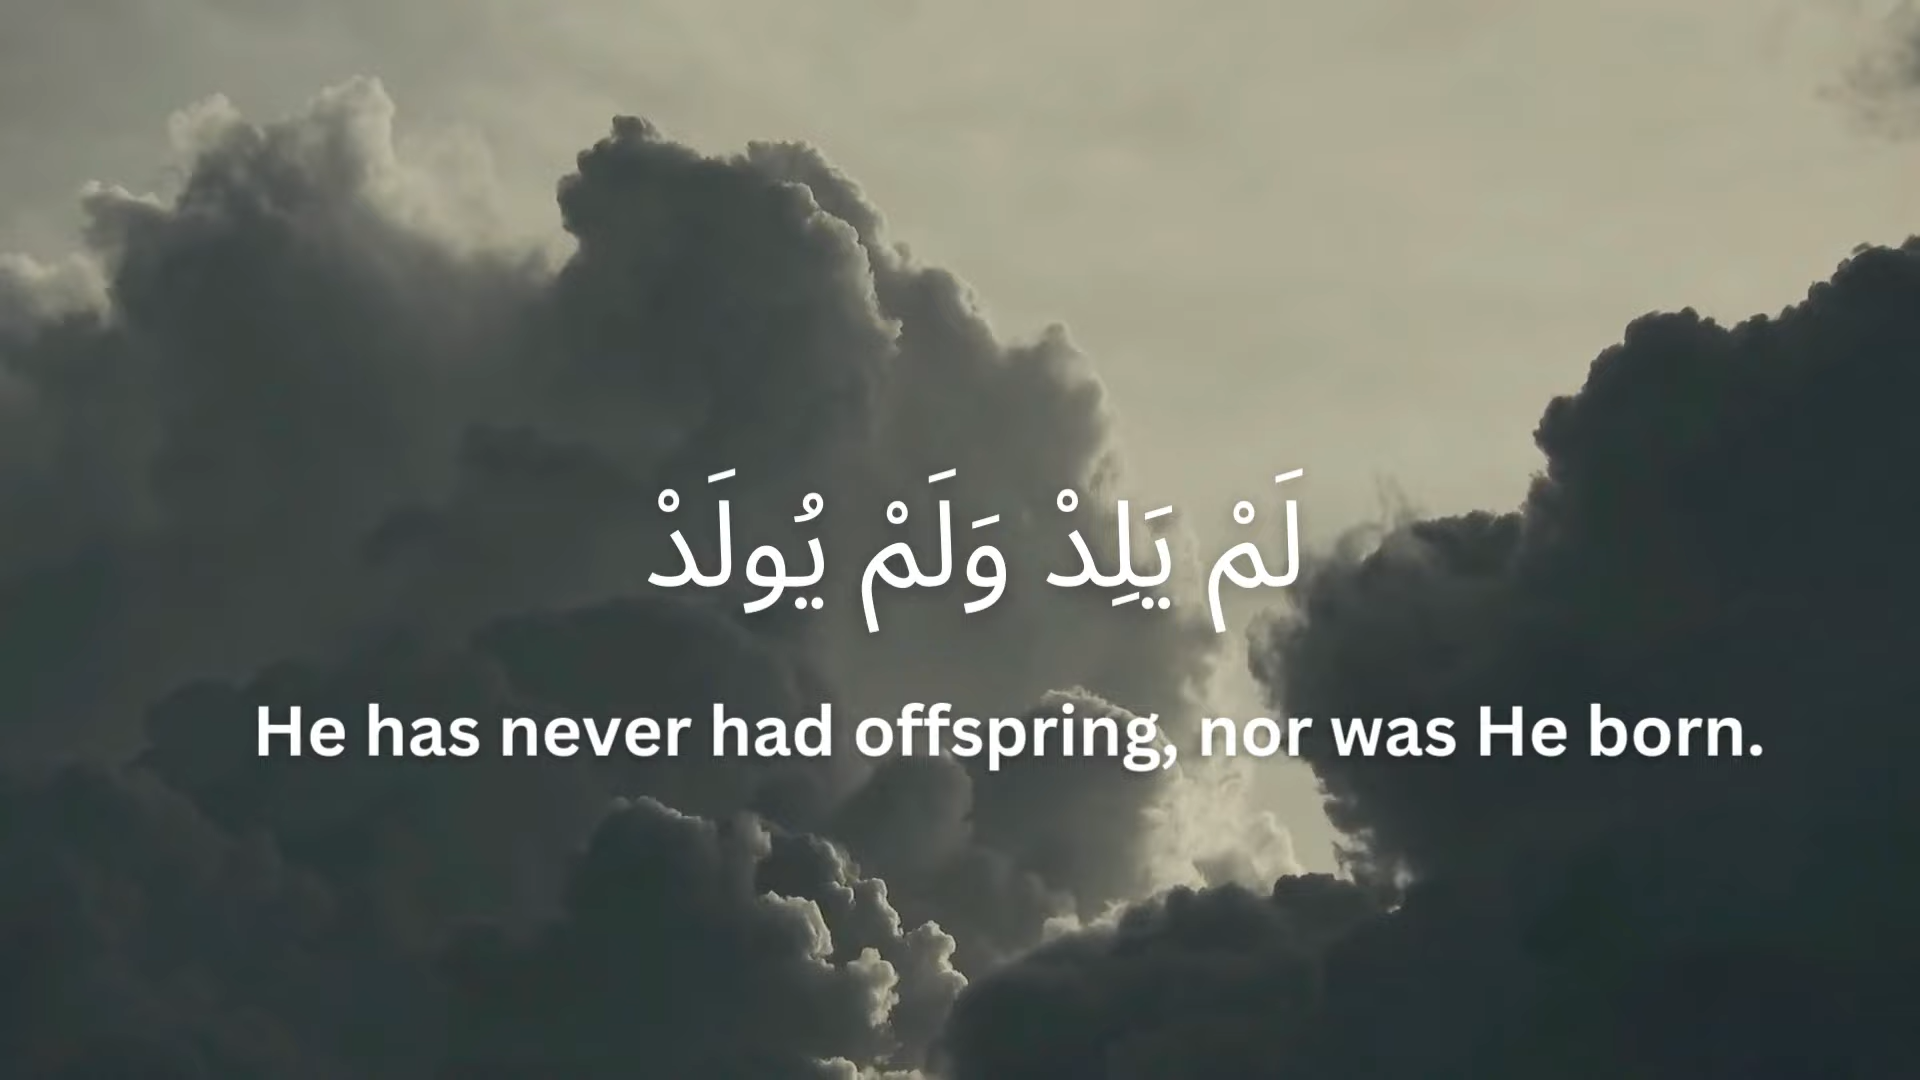 لَمْ يَلِدْ وَلَمْ يُولَدْ
He has never had offspring, nor was He born.